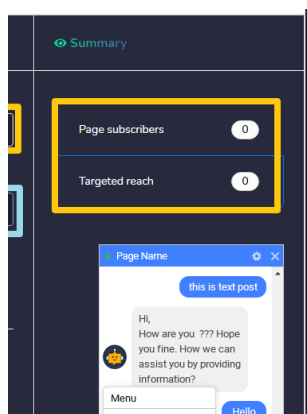 Summary
Page subscribers 0
Targeted reach 0
Page Name
this is text post
Hi,
How are you ??? Hope
you fine. How we can
assist you by providing
information?
Menu
Hello